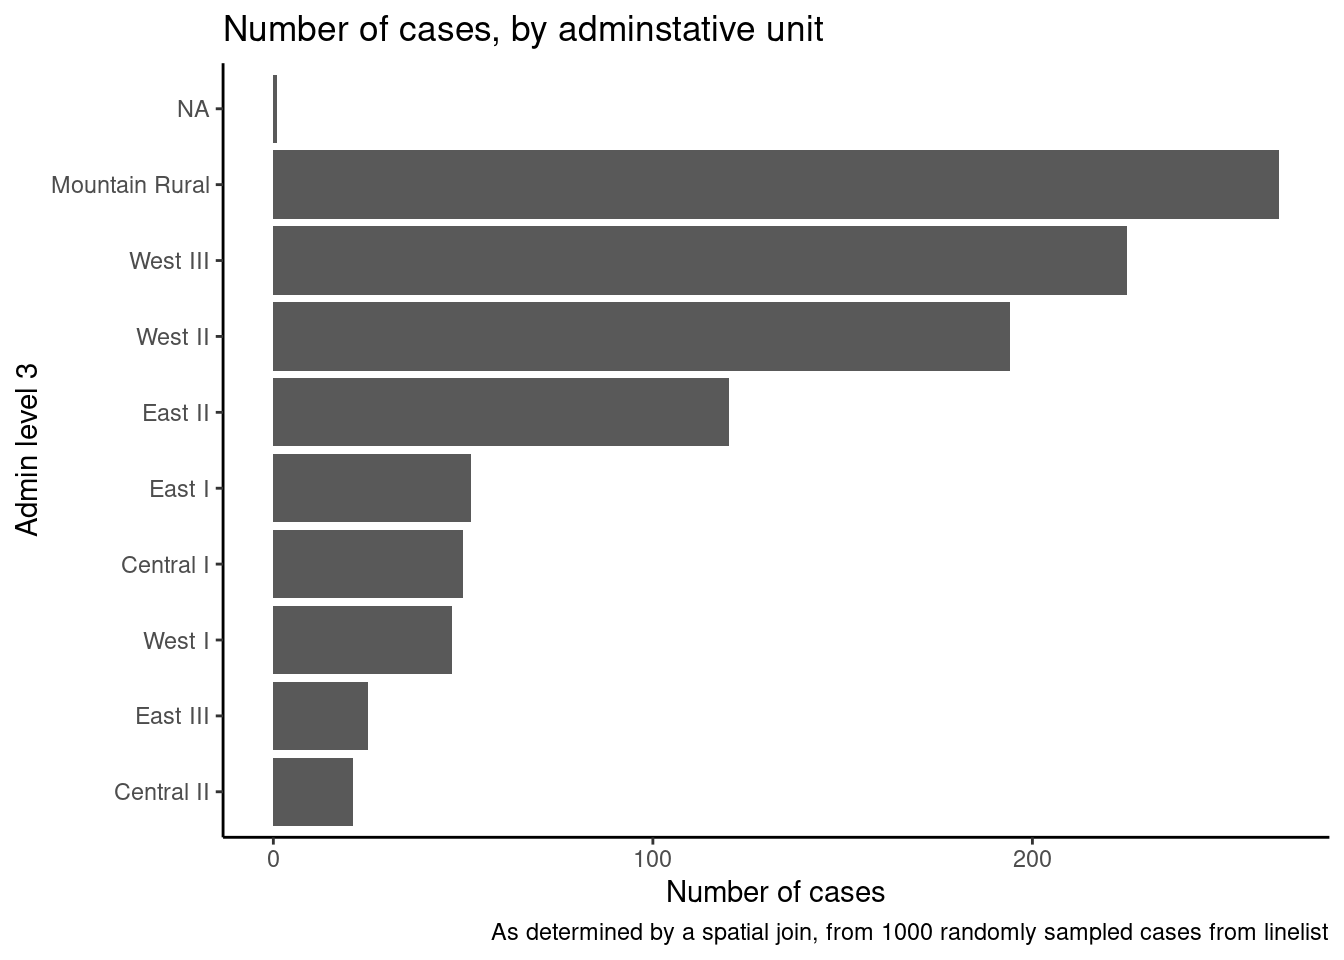 Number of cases, by adminstative unit
NA
Mountain Rural
West III
West II
East II
East I
Central I
West I
East III
Central II
Admin level 3
0
100
200
Number of cases
As determined by a spatial join, from 1000 randomly sampled cases from linelist